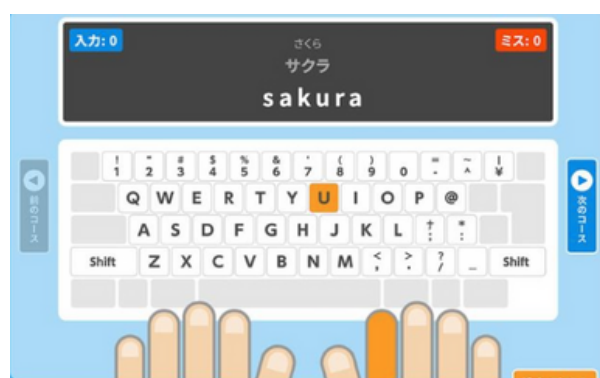 入力: 0
さくら
ミス: 0
サクラ
sakura
! " # $ % & ' ( ) = ~ |
1 2 3 4 5 6 7 8 9 0 - ^ ¥
Q W E R T Y U I O P @
A S D F G H J K L + ; * :
Shift Z X C V B N M < , > . ? / _ Shift
前のコース
次のコース